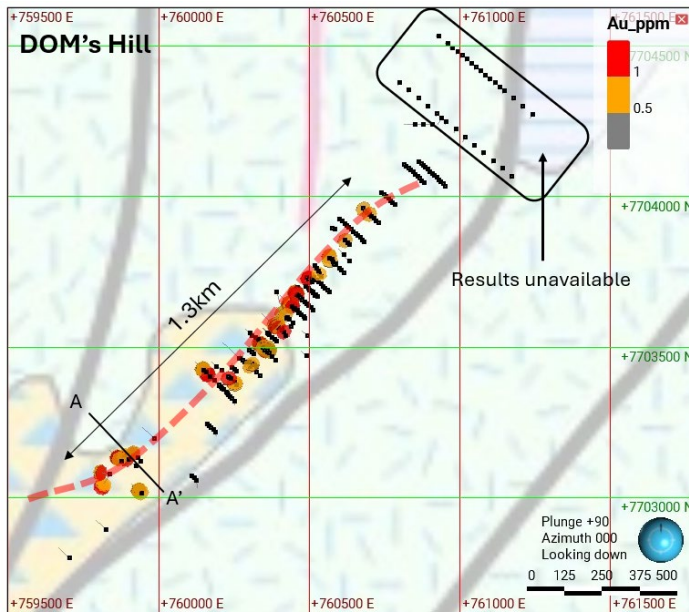 +759500 E
+760000 E
+760500 E
+761000 E
+761500 E
DOM's Hill
Au_ppm
1
0.5
+7704500 N
+7704000 N
Results unavailable
1.3km
+7703500 N
A
A'
+7703000 N
Plunge +90
Azimuth 000
Looking down
0 125 250 375 500
+759500 E
+760000 E
+760500 E
+761000 E
+761500 E